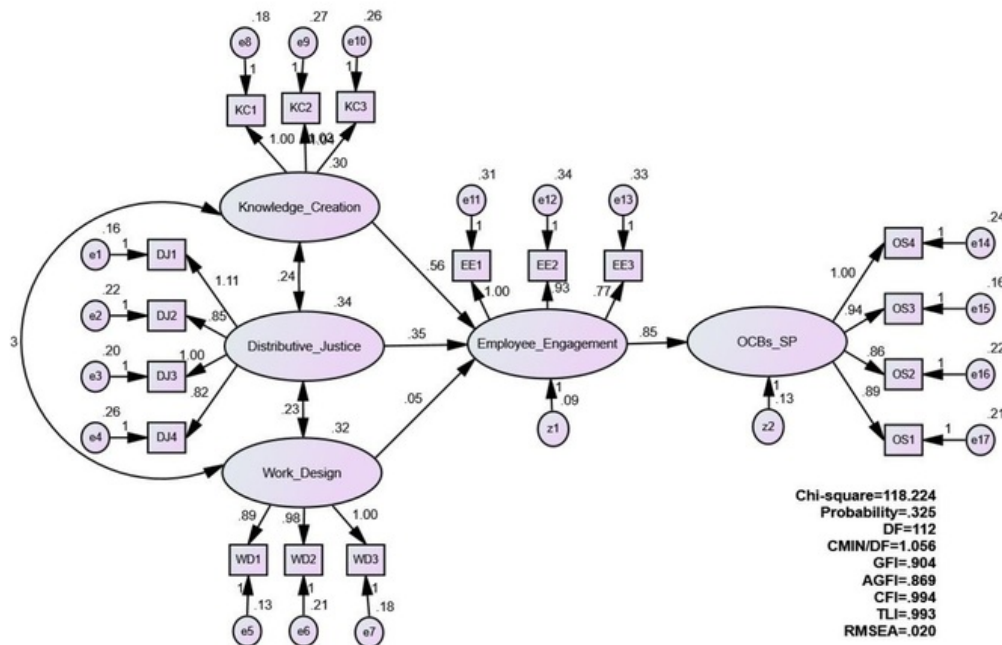 .18
.27
.26
e8
e9
e10
1
1
1
KC1
KC2
KC3
1.00
1.04
.30
Knowledge_Creation
.31
.34
.33
e11
e12
e13
1
1
1
EE1
EE2
EE3
1.00
.93
.77
.56
.24
.16
e1
1
DJ1
1.11
.22
e2
1
DJ2
.85
.34
.20
e3
1
DJ3
1.00
Distributive_Justice
.35
Employee_Engagement
.85
OCBs_SP
.26
e4
1
DJ4
.82
3
.24
OS4
1
e14
1.00
.16
OS3
1
e15
.94
.22
OS2
1
e16
.86
.21
OS1
1
e17
.89
.23
.05
1
.09
z1
1
.13
z2
.32
Work_Design
.89
.98
1.00
WD1
WD2
WD3
1
1
1
.13
.21
.18
e5
e6
e7
Chi-square=118.224
Probability=.325
DF=112
CMIN/DF=1.056
GFI=.904
AGFI=.869
CFI=.994
TLI=.993
RMSEA=.020